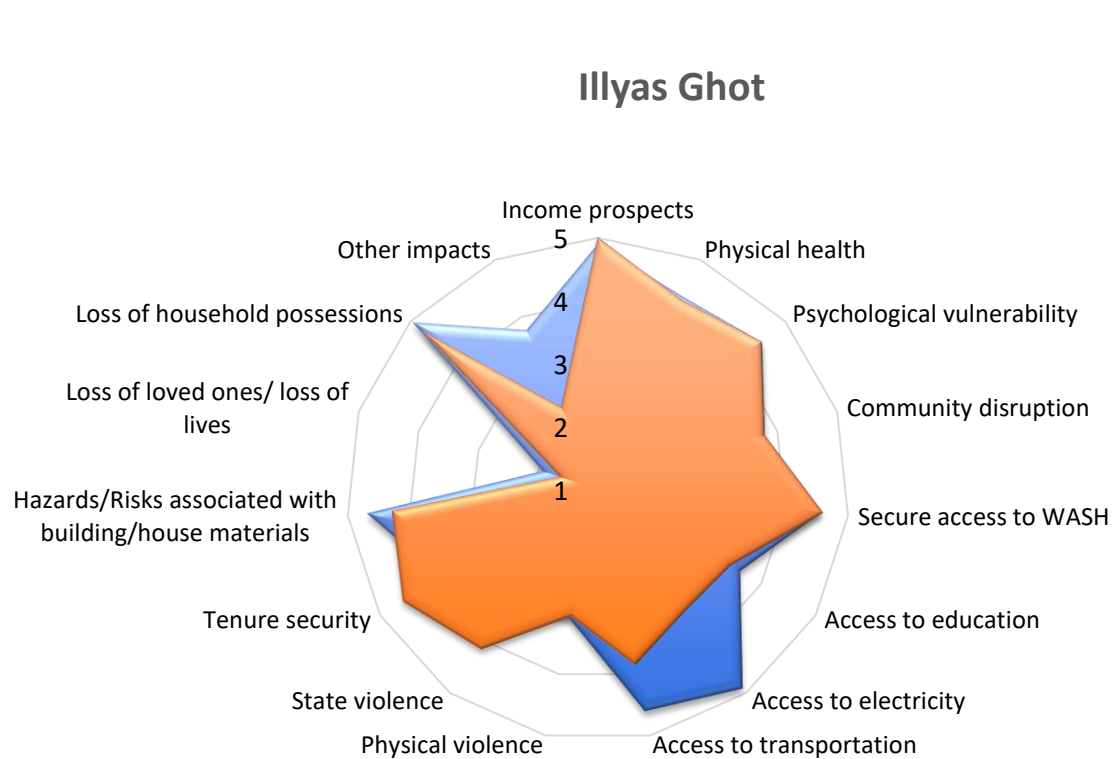 Illyas Ghot
Income prospects
Physical health
Psychological vulnerability
Community disruption
Secure access to WASH
Access to education
Access to electricity
Access to transportation
Physical violence
State violence
Tenure security
Hazards/Risks associated with
building/house materials
Loss of loved ones/ loss of
lives
Loss of household possessions
Other impacts
5
4
3
2
1